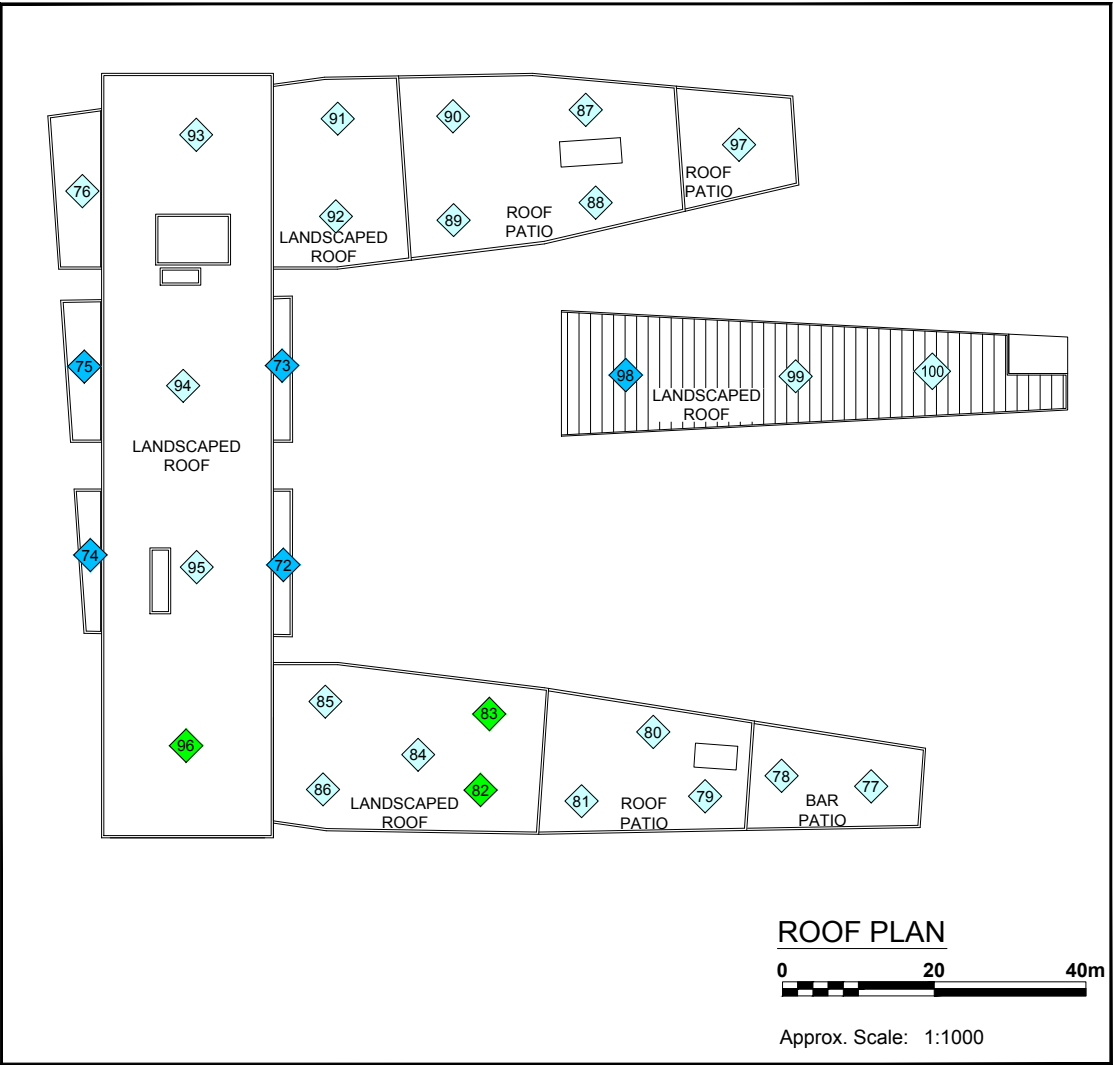 91
90
87
93
97
ROOF
PATIO
76
92
89
88
ROOF
PATIO
LANDSCAPED
ROOF
75
73
94
98
99
100
LANDSCAPED
ROOF
LANDSCAPED
ROOF
74
95
72
85
83
80
96
84
86
82
78
77
81
79
LANDSCAPED
ROOF
ROOF
PATIO
BAR
PATIO
ROOF PLAN
0 20 40m
Approx. Scale: 1:1000